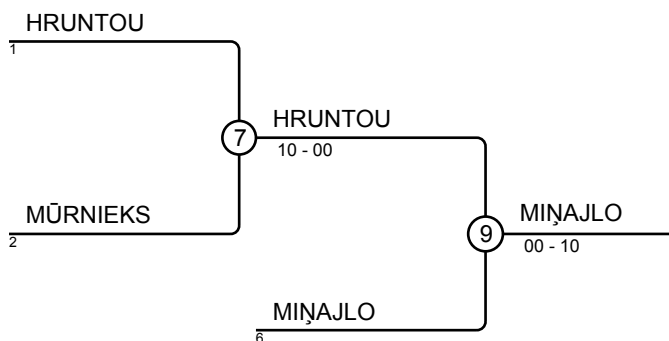 HRUNTOU
1
7
HRUNTOU
10 - 00
MŪRNIEKS
2
9
MIŅAJLO
00 - 10
MIŅAJLO
6